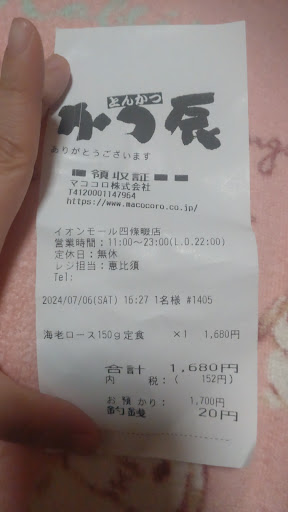 とんかつ
かつ辰
ありがとうございます
領収証
マココロ株式会社
T4120001147964
https://www.macocoro.co.jp/
イオンモール四條畷店
営業時間：11:00～23:00(L.O.22:00)
定休日：無休
レジ担当：恵比須
Tel:
2024/07/06(SAT) 16:27 1名様 #1405
海老ロース150g定食 ×1 1,680円
合計 1,680円
内 税：( 152円)
お預かり： 1,700円
釣銭 20円